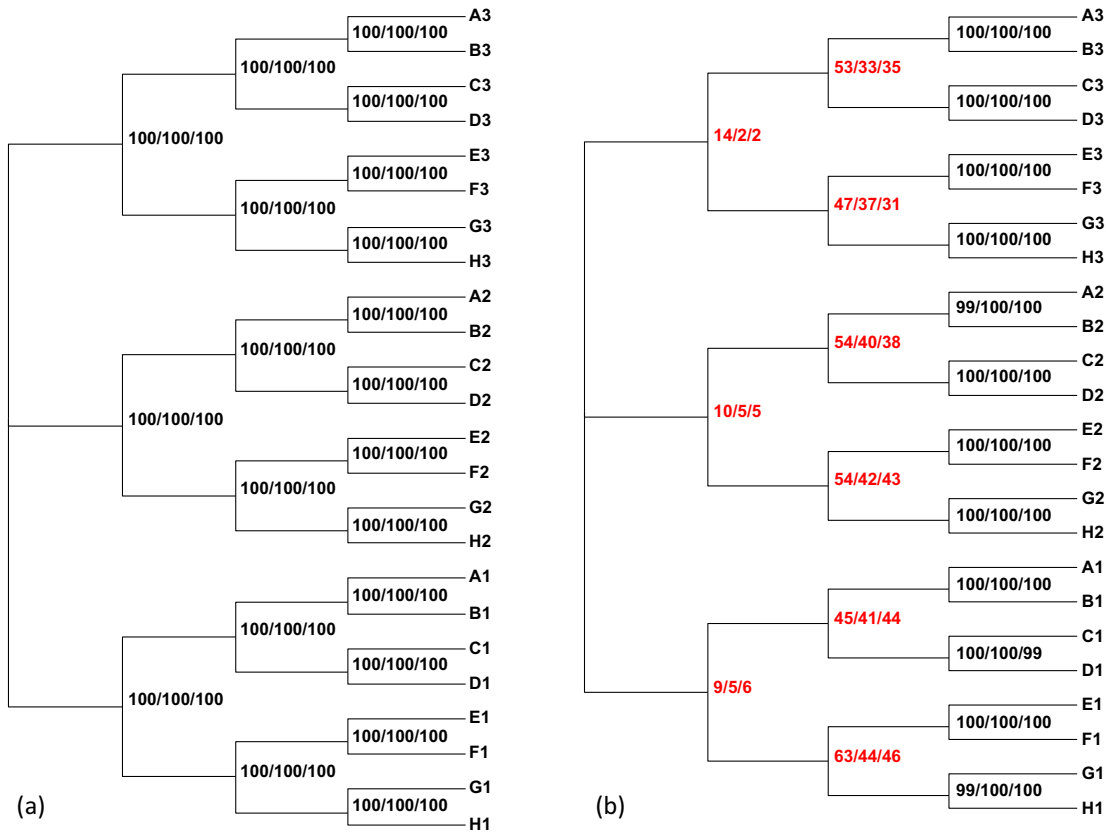 A3
100/100/100
B3
100/100/100
C3
100/100/100
D3
100/100/100
E3
100/100/100
F3
100/100/100
G3
100/100/100
H3
A2
100/100/100
B2
100/100/100
C2
100/100/100
D2
100/100/100
E2
100/100/100
F2
100/100/100
G2
100/100/100
H2
A1
100/100/100
B1
100/100/100
C1
100/100/100
D1
100/100/100
E1
100/100/100
F1
100/100/100
G1
100/100/100
H1
(a)
A3
100/100/100
B3
53/33/35
C3
100/100/100
D3
14/2/2
E3
100/100/100
F3
47/37/31
G3
100/100/100
H3
A2
99/100/100
B2
54/40/38
C2
100/100/100
D2
10/5/5
E2
100/100/100
F2
54/42/43
G2
100/100/100
H2
A1
100/100/100
B1
45/41/44
C1
100/100/99
D1
9/5/6
E1
100/100/100
F1
63/44/46
G1
99/100/100
H1
(b)